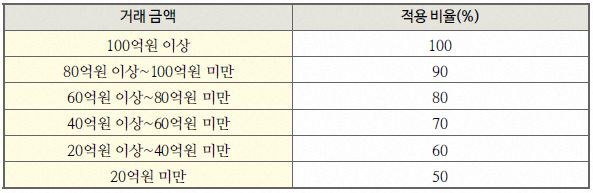 거래 금액 적용 비율(%)
100억원 이상 100
80억원 이상~100억원 미만 90
60억원 이상~80억원 미만 80
40억원 이상~60억원 미만 70
20억원 이상~40억원 미만 60
20억원 미만 50